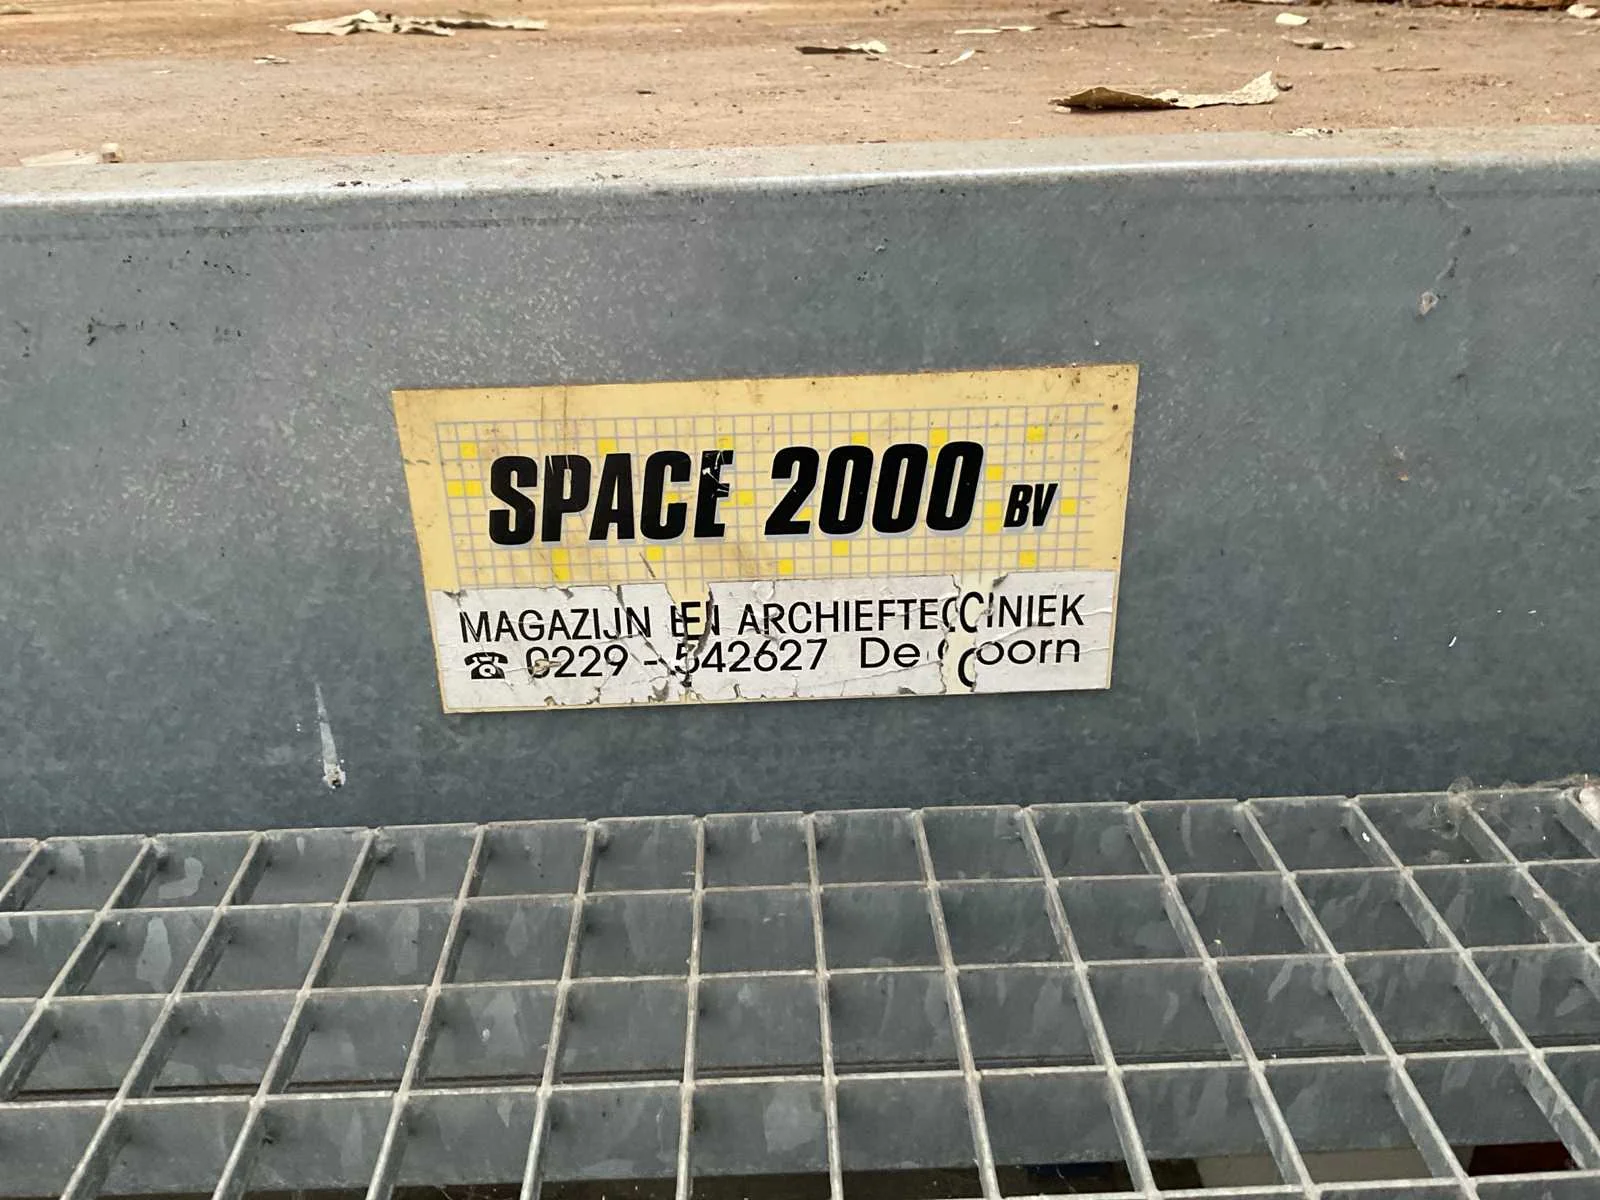 SPACE 2000 BV
MAGAZIJN EN ARCHIEFTECHNIEK
0229 - 542627 De Goorn